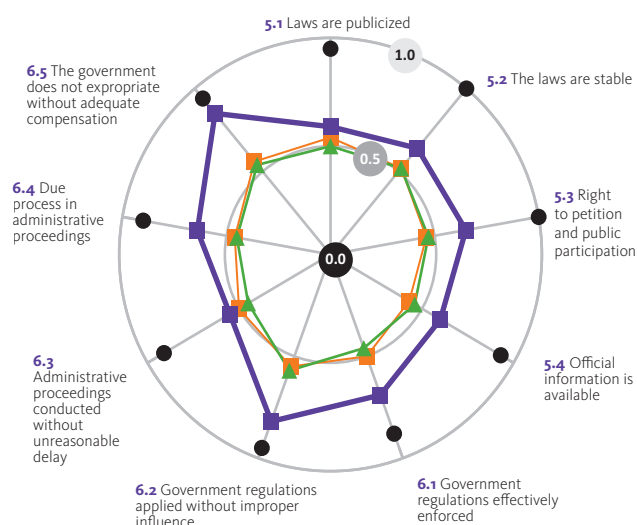 5.1 Laws are publicized
1.0
5.2 The laws are stable
0.5
5.3 Right
to petition
and public
participation
0.0
5.4 Official
information is
available
6.1 Government
regulations effectively
enforced
6.2 Government regulations
applied without improper
influence
6.3
Administrative
proceedings
conducted
without
unreasonable
delay
6.4 Due
process in
administrative
proceedings
6.5 The government
does not expropriate
without adequate
compensation